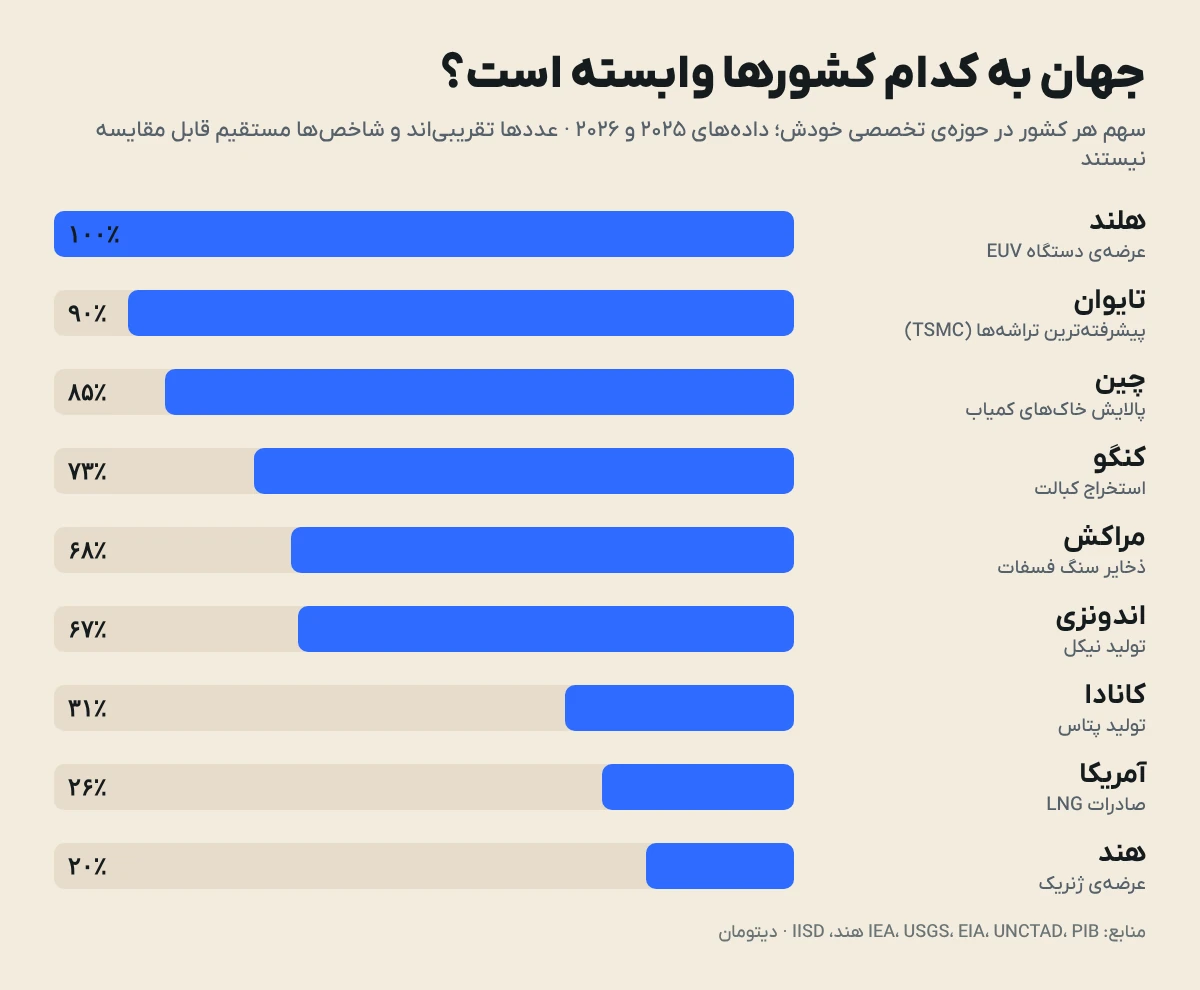 جهان به کدام کشورها وابسته است؟
سهم هر کشور در حوزه‌ی تخصصی خودش؛ داده‌های ۲۰۲۵ و ۲۰۲۶ · عددها تقریبی‌اند و شاخص‌ها مستقیم قابل مقایسه
نیستند
هلند
عرضه‌ی دستگاه EUV
۱۰۰٪
تایوان
پیشرفته‌ترین تراشه‌ها (TSMC)
۹۰٪
چین
پالایش خاک‌های کمیاب
۸۵٪
کنگو
استخراج کبالت
۷۳٪
مراکش
ذخایر سنگ فسفات
۶۸٪
اندونزی
تولید نیکل
۶۷٪
کانادا
تولید پتاس
۳۱٪
آمریکا
صادرات LNG
۲۶٪
هند
عرضه‌ی ژنریک
۲۰٪
منابع: IEA، USGS، EIA، UNCTAD، PIB هند، IISD · دیتومان